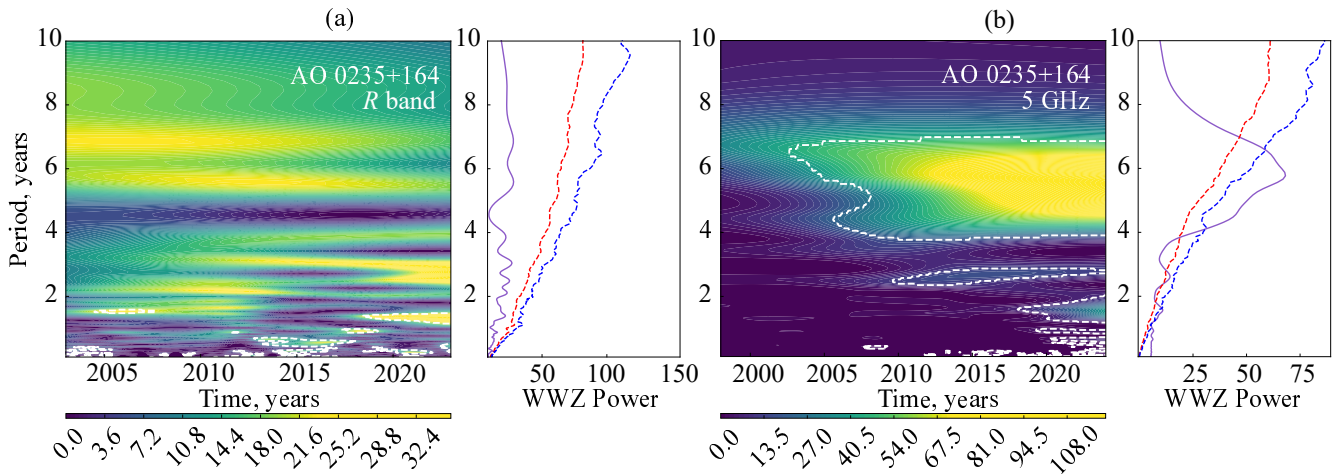 (a)
(b)
10
8
6
4
2
Period, years
AO 0235+164
R band
2005 2010 2015 2020
Time, years
0.0 3.6 7.2 10.8 14.4 18.0 21.6 25.2 28.8 32.4
10
8
6
4
2
50 100 150
WWZ Power
10
8
6
4
2
AO 0235+164
5 GHz
2000 2005 2010 2015 2020
Time, years
0.0 13.5 27.0 40.5 54.0 67.5 81.0 94.5 108.0
10
8
6
4
2
25 50 75
WWZ Power